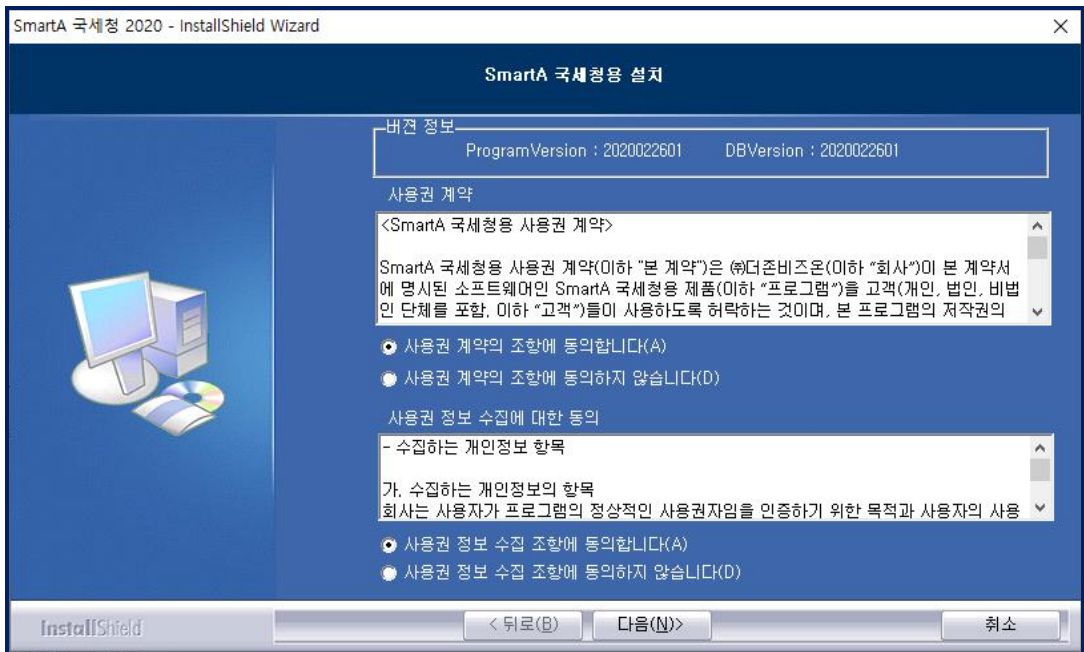 SmartA 국세청 2020 - InstallShield Wizard
SmartA 국세청용 설치
버젼 정보
ProgramVersion : 2020022601 DBVersion : 2020022601
사용권 계약
<SmartA 국세청용 사용권 계약>
SmartA 국세청용 사용권 계약(이하 "본 계약")은 ㈜더존비즈온(이하 "회사")이 본 계약서
에 명시된 소프트웨어인 SmartA 국세청용 제품(이하 "프로그램")을 고객(개인, 법인, 비법
인 단체를 포함, 이하 "고객")들이 사용하도록 허락하는 것이며, 본 프로그램의 저작권의
사용권 계약의 조항에 동의합니다(A)
사용권 계약의 조항에 동의하지 않습니다(D)
사용권 정보 수집에 대한 동의
- 수집하는 개인정보 항목
가. 수집하는 개인정보의 항목
회사는 사용자가 프로그램의 정상적인 사용권자임을 인증하기 위한 목적과 사용자의 사용
사용권 정보 수집 조항에 동의합니다(A)
사용권 정보 수집 조항에 동의하지 않습니다(D)
InstallShield
< 뒤로(B) 다음(N)> 취소